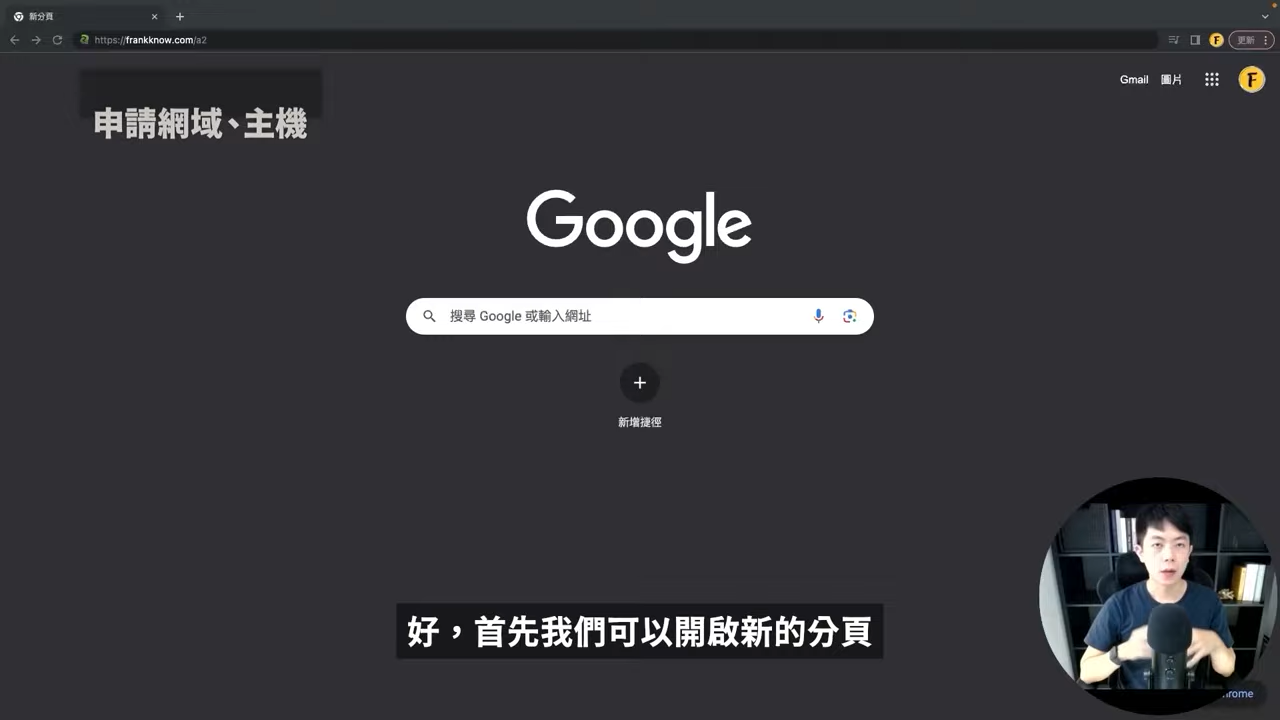 新分頁
https://frankknow.com/a2
更新
Gmail 圖片
F
申請網域、主機
Google
搜尋 Google 或輸入網址
新增捷徑
好，首先我們可以開啟新的分頁